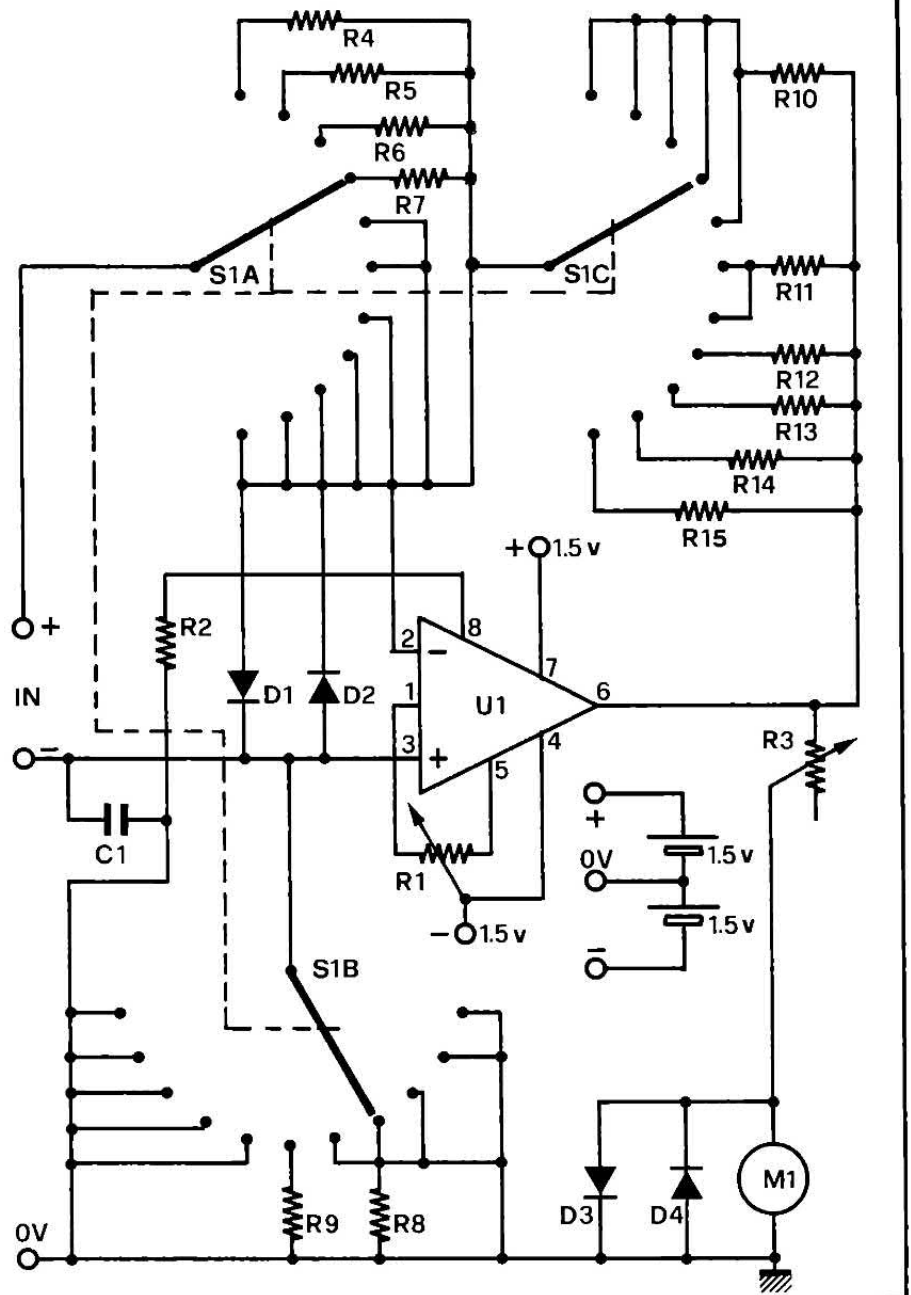 R4
R5
R10
R6
R7
S1A
S1C
R11
R12
R13
R14
R15
+ 1.5 v
R2
8
+
2
−
7
IN
D1
D2
1
U1
6
−
3
+
4
R3
5
+
C1
R1
0V
1.5 v
1.5 v
− 1.5 v
−
S1B
M1
D3
D4
0V
R9
R8